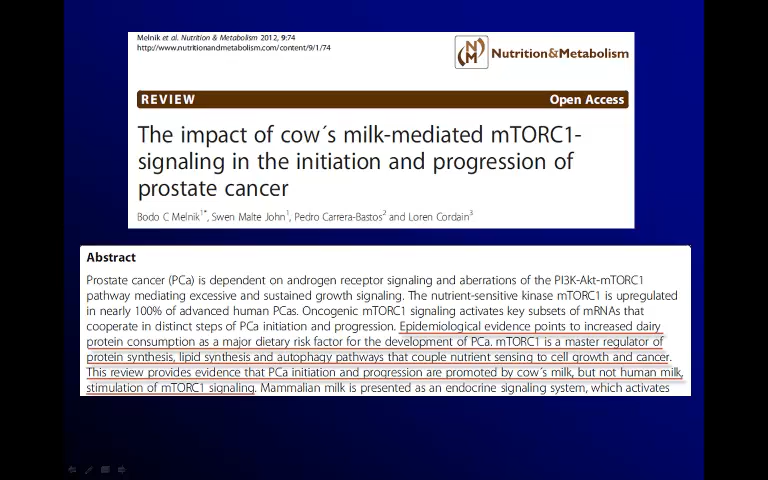 Melnik et al. Nutrition & Metabolism 2012, 9:74
http://www.nutritionandmetabolism.com/content/9/1/74
NM
Nutrition&Metabolism
REVIEW
Open Access
The impact of cow´s milk-mediated mTORC1-
signaling in the initiation and progression of
prostate cancer
Bodo C Melnik1*, Swen Malte John1, Pedro Carrera-Bastos2 and Loren Cordain3
Abstract
Prostate cancer (PCa) is dependent on androgen receptor signaling and aberrations of the PI3K-Akt-mTORC1
pathway mediating excessive and sustained growth signaling. The nutrient-sensitive kinase mTORC1 is upregulated
in nearly 100% of advanced human PCas. Oncogenic mTORC1 signaling activates key subsets of mRNAs that
cooperate in distinct steps of PCa initiation and progression. Epidemiological evidence points to increased dairy
protein consumption as a major dietary risk factor for the development of PCa. mTORC1 is a master regulator of
protein synthesis, lipid synthesis and autophagy pathways that couple nutrient sensing to cell growth and cancer.
This review provides evidence that PCa initiation and progression are promoted by cow´s milk, but not human milk,
stimulation of mTORC1 signaling. Mammalian milk is presented as an endocrine signaling system, which activates